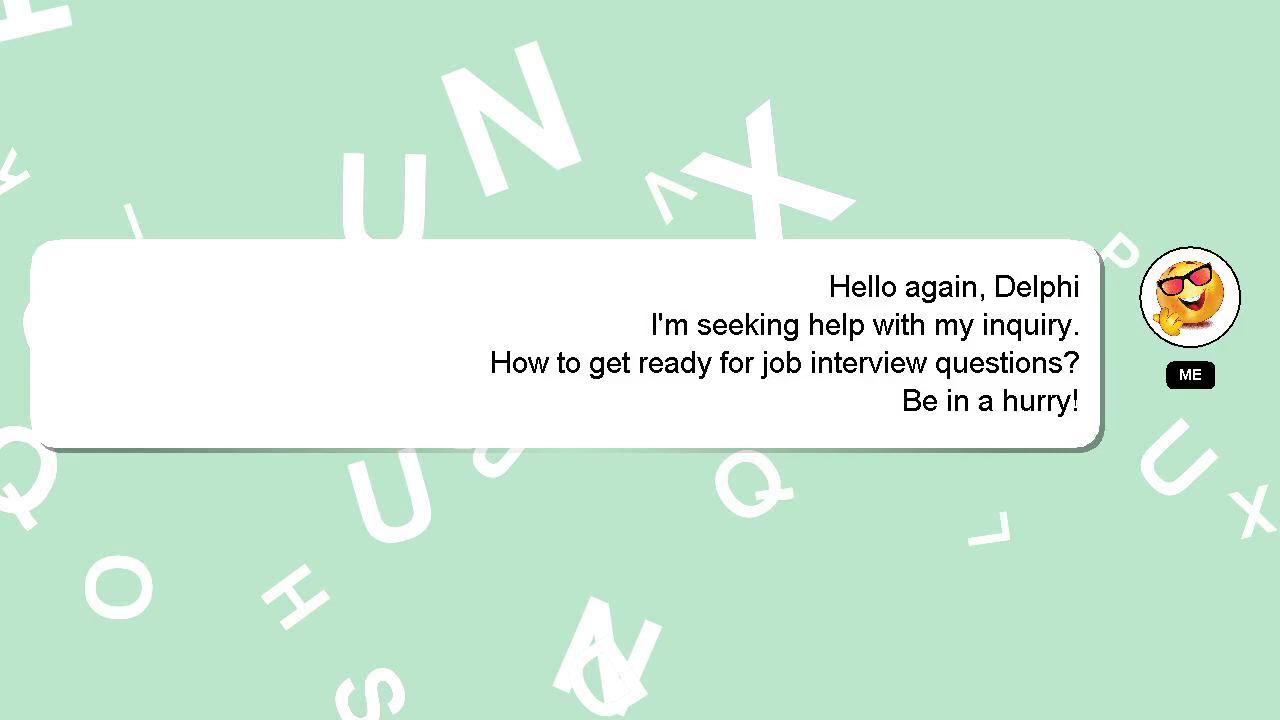 Hello again, Delphi
I'm seeking help with my inquiry.
How to get ready for job interview questions?
Be in a hurry!
ME